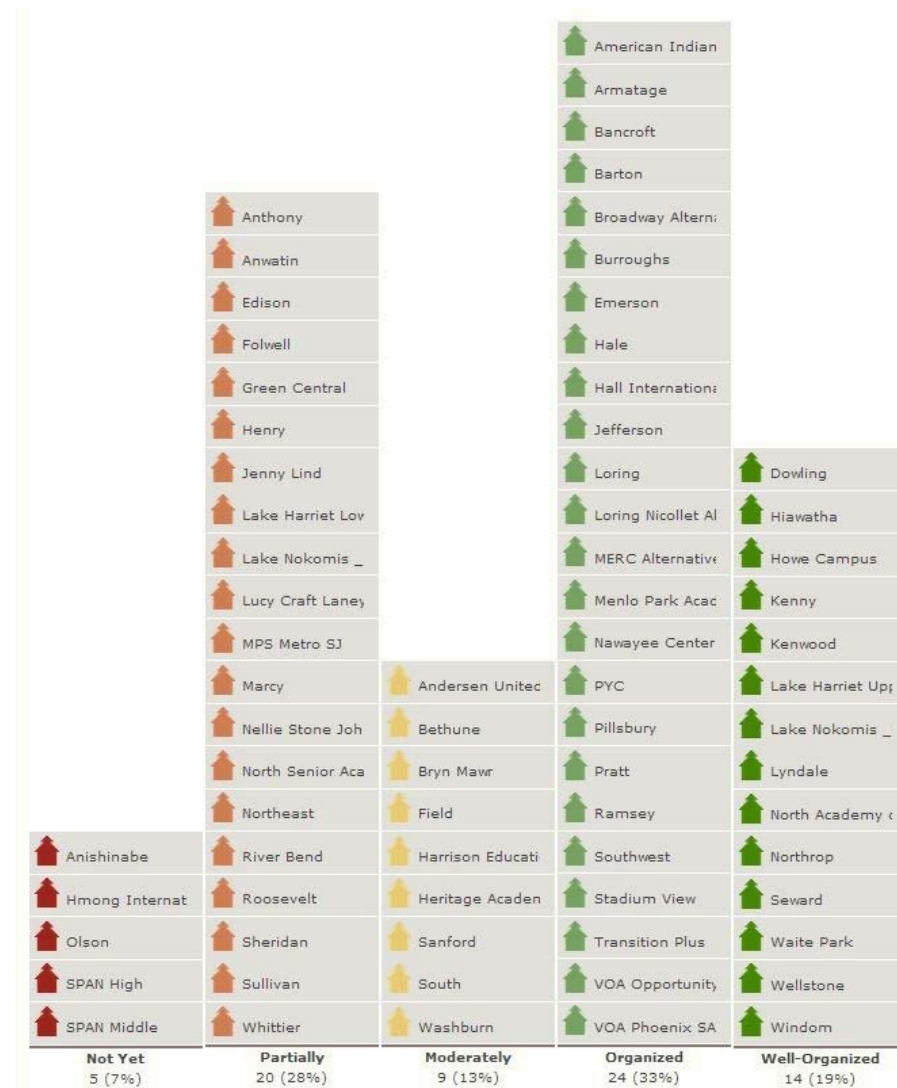 American Indian
Armatage
Bancroft
Barton
Anthony
Broadway Altern
Anwatin
Burroughs
Edison
Emerson
Folwell
Hale
Green Central
Hall Internationa
Henry
Jefferson
Jenny Lind
Loring
Dowling
Lake Harriet Low
Loring Nicollet Al
Hiawatha
Lake Nokomis _
MERC Alternative
Howe Campus
Lucy Craft Laney
Menlo Park Acad
Kenny
MPS Metro SJ
Nawayee Center
Kenwood
Marcy
Andersen United
PYC
Lake Harriet Upp
Nellie Stone Joh
Bethune
Pillsbury
Lake Nokomis _
North Senior Aca
Bryn Mawr
Pratt
Lyndale
Northeast
Field
Ramsey
North Academy
Anishinabe
River Bend
Harrison Educati
Southwest
Northrop
Hmong Internat
Roosevelt
Heritage Academ
Stadium View
Seward
Olson
Sheridan
Sanford
Transition Plus
Waite Park
SPAN High
Sullivan
South
VOA Opportunity
Wellstone
SPAN Middle
Whittier
Washburn
VOA Phoenix SA
Windom
Not Yet
Partially
Moderately
Organized
Well-Organized
5 (7%)
20 (28%)
9 (13%)
24 (33%)
14 (19%)